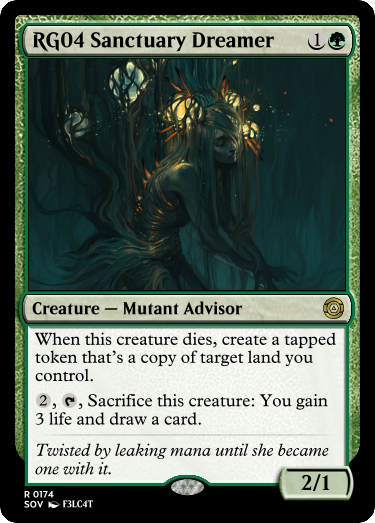 RG04 Sanctuary Dreamer 1
Creature — Mutant Advisor
When this creature dies, create a tapped
token that's a copy of target land you
control.
2, , Sacrifice this creature: You gain
3 life and draw a card.
Twisted by leaking mana until she became
one with it.
2/1
R 0174
SOV F3LC4T